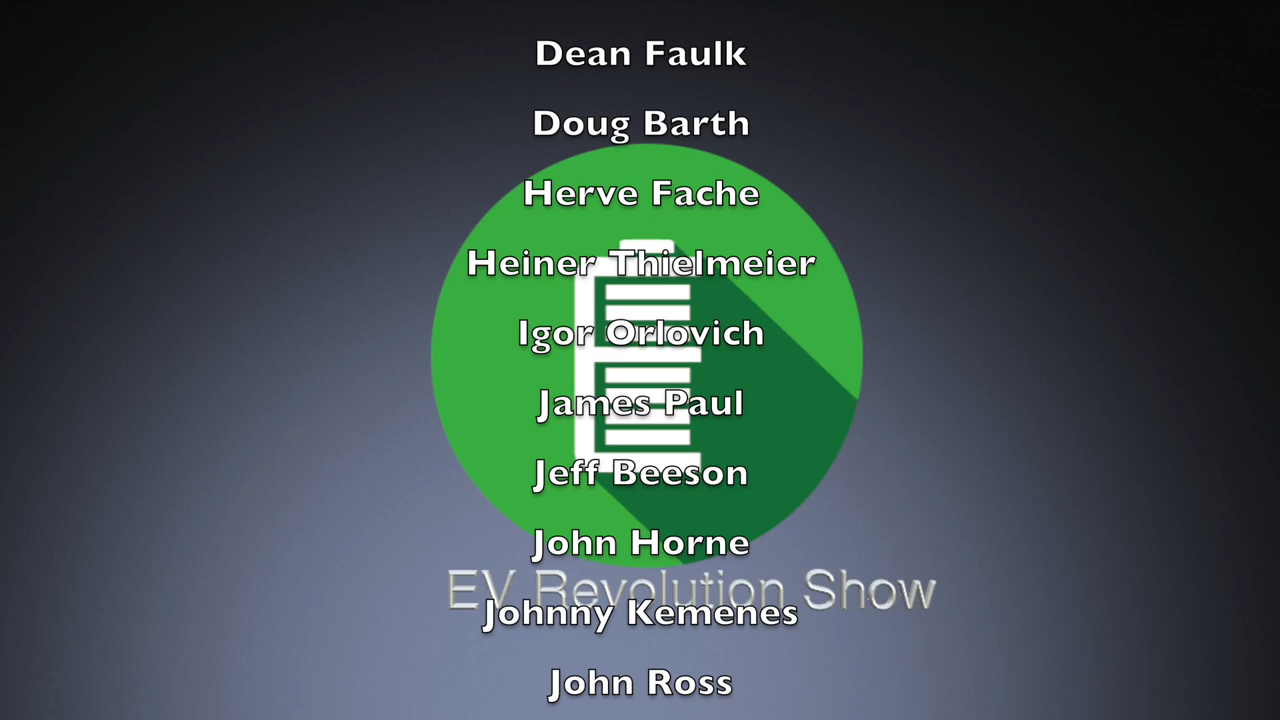 Dean Faulk
Doug Barth
Herve Fache
Heiner Thielmeier
Igor Orlovich
James Paul
Jeff Beeson
John Horne
EV Revolution Show
Johnny Kemenes
John Ross